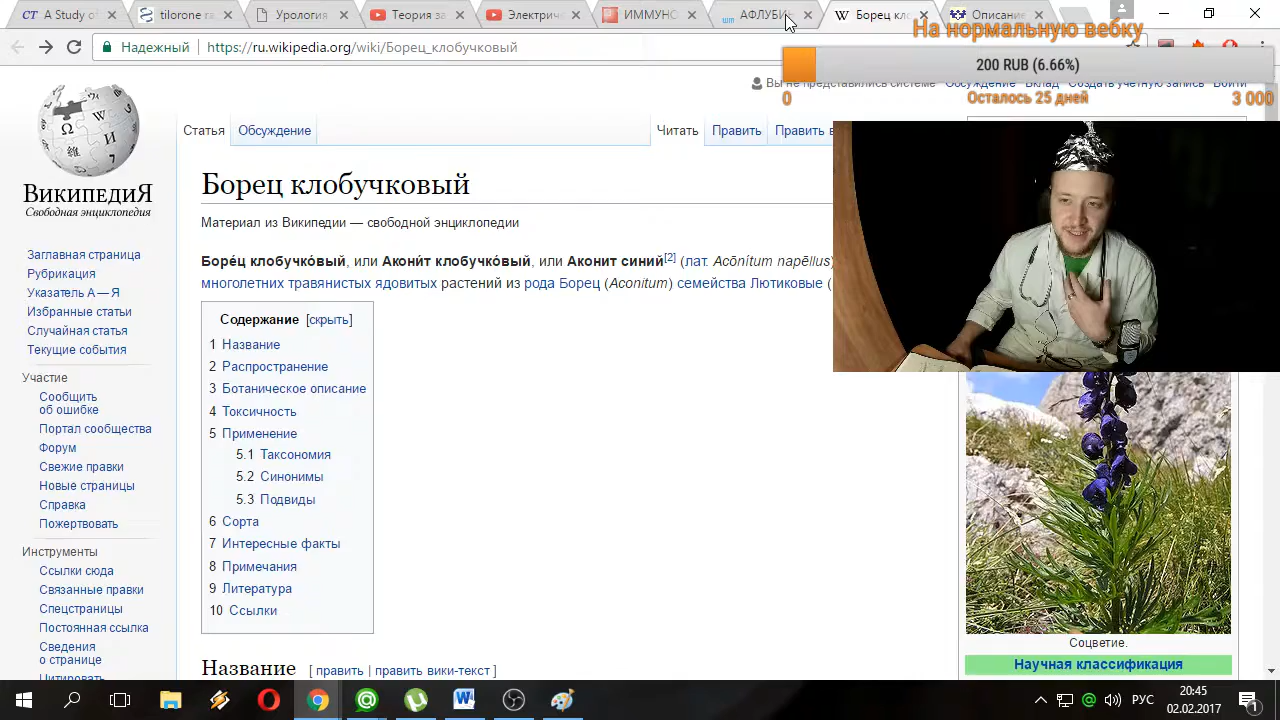 A Study of
tilorone ra
Урология
Теория за
Электрич
ИММУНО
АФЛУБИ
Борец кло
Описание
На нормальную вебку
Надежный
https://ru.wikipedia.org/wiki/Борец_клобучковый
200 RUB (6.66%)
0
Осталось 25 дней
3 000
Вы не представились системе
Обсуждение
Вклад
Создать учётную запись
Войти
Статья
Обсуждение
Читать
Править
Править в
ВИКИПЕДИЯ
Свободная энциклопедия
Борец клобучковый
Материал из Википедии — свободной энциклопедии
Боре́ц клобучко́вый, или Акони́т клобучко́вый, или Аконит синий[2] (лат. Acōnítum napēllus)
многолетних травянистых ядовитых растений из рода Борец (Aconitum) семейства Лютиковые (
Заглавная страница
Рубрикация
Указатель А — Я
Избранные статьи
Случайная статья
Текущие события
Участие
Сообщить
об ошибке
Портал сообщества
Форум
Свежие правки
Новые страницы
Справка
Пожертвовать
Инструменты
Ссылки сюда
Связанные правки
Спецстраницы
Постоянная ссылка
Сведения
о странице
Цитировать
Содержание [скрыть]
1 Название
2 Распространение
3 Ботаническое описание
4 Токсичность
5 Применение
5.1 Таксономия
5.2 Синонимы
5.3 Подвиды
6 Сорта
7 Интересные факты
8 Примечания
9 Литература
10 Ссылки
Название [ править | править вики-текст ]
Соцветие.
Научная классификация
РУС
20:45
02.02.2017
1